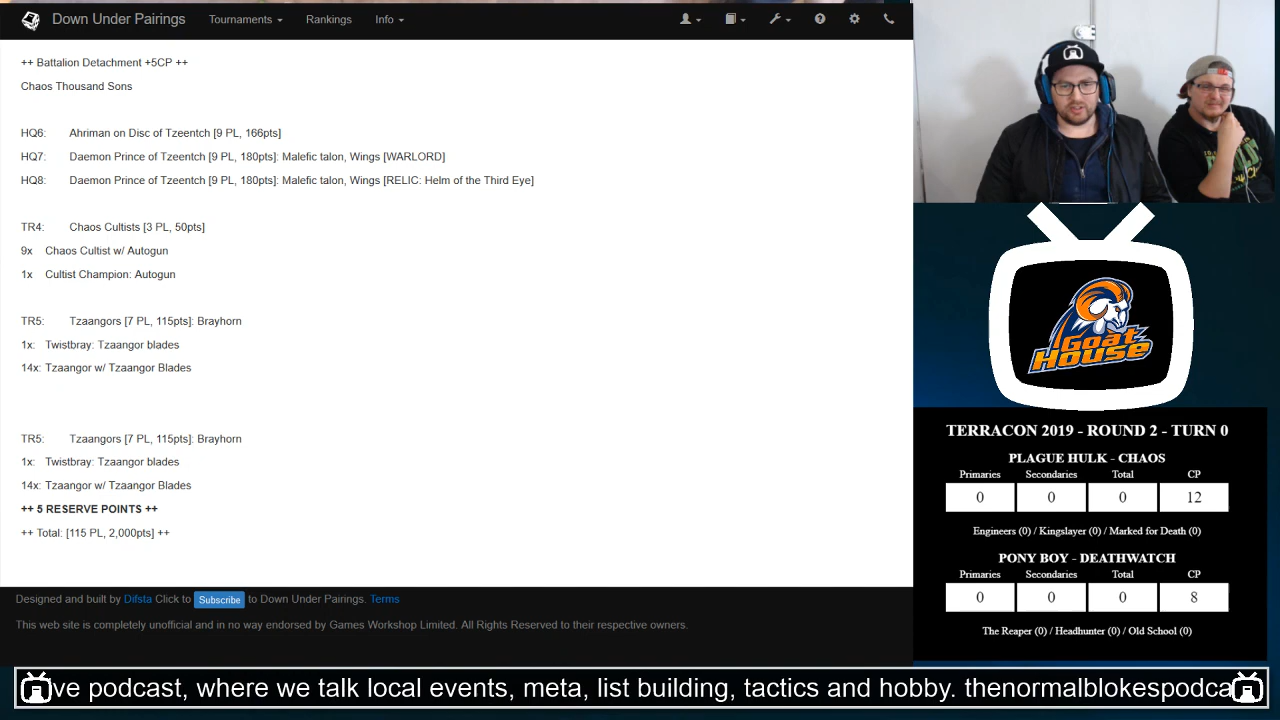 Down Under Pairings Tournaments Rankings Info
++ Battalion Detachment +5CP ++
Chaos Thousand Sons
HQ6: Ahriman on Disc of Tzeentch [9 PL, 166pts]
HQ7: Daemon Prince of Tzeentch [9 PL, 180pts]: Malefic talon, Wings [WARLORD]
HQ8: Daemon Prince of Tzeentch [9 PL, 180pts]: Malefic talon, Wings [RELIC: Helm of the Third Eye]
TR4: Chaos Cultists [3 PL, 50pts]
9x Chaos Cultist w/ Autogun
1x Cultist Champion: Autogun
TR5: Tzaangors [7 PL, 115pts]: Brayhorn
1x: Twistbray: Tzaangor blades
14x: Tzaangor w/ Tzaangor Blades
TR5: Tzaangors [7 PL, 115pts]: Brayhorn
1x: Twistbray: Tzaangor blades
14x: Tzaangor w/ Tzaangor Blades
++ 5 RESERVE POINTS ++
++ Total: [115 PL, 2,000pts] ++
Designed and built by Difsta Click to Subscribe to Down Under Pairings. Terms
This web site is completely unofficial and in no way endorsed by Games Workshop Limited. All Rights Reserved to their respective owners.
Goat
House
TERRACON 2019 - ROUND 2 - TURN 0
PLAGUE HULK - CHAOS
Primaries Secondaries Total CP
0 0 0 12
Engineers (0) / Kingslayer (0) / Marked for Death (0)
PONY BOY - DEATHWATCH
Primaries Secondaries Total CP
0 0 0 8
The Reaper (0) / Headhunter (0) / Old School (0)
ve podcast, where we talk local events, meta, list building, tactics and hobby. thenormalblokespodca